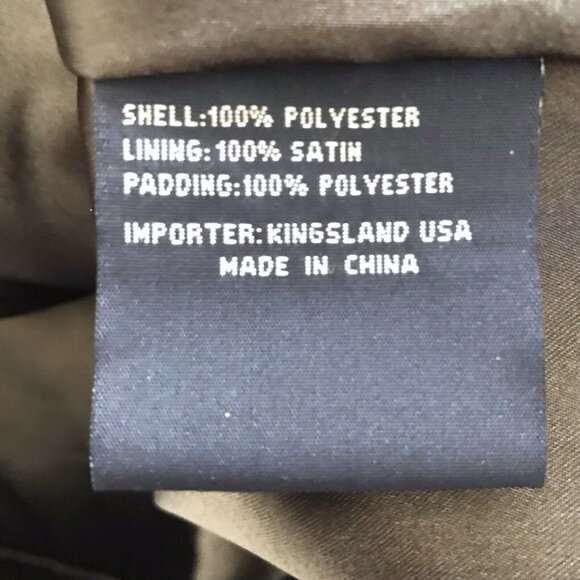 SHELL:100% POLYESTER
LINING:100% SATIN
PADDING:100% POLYESTER
IMPORTER:KINGSLAND USA
MADE IN CHINA